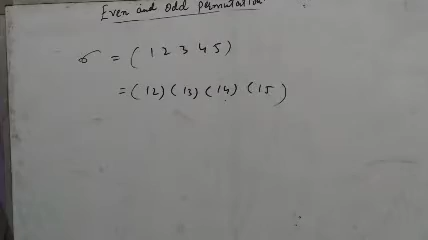 Even and odd permutation
σ = (1 2 3 4 5)
= (12) (13) (14) (15)